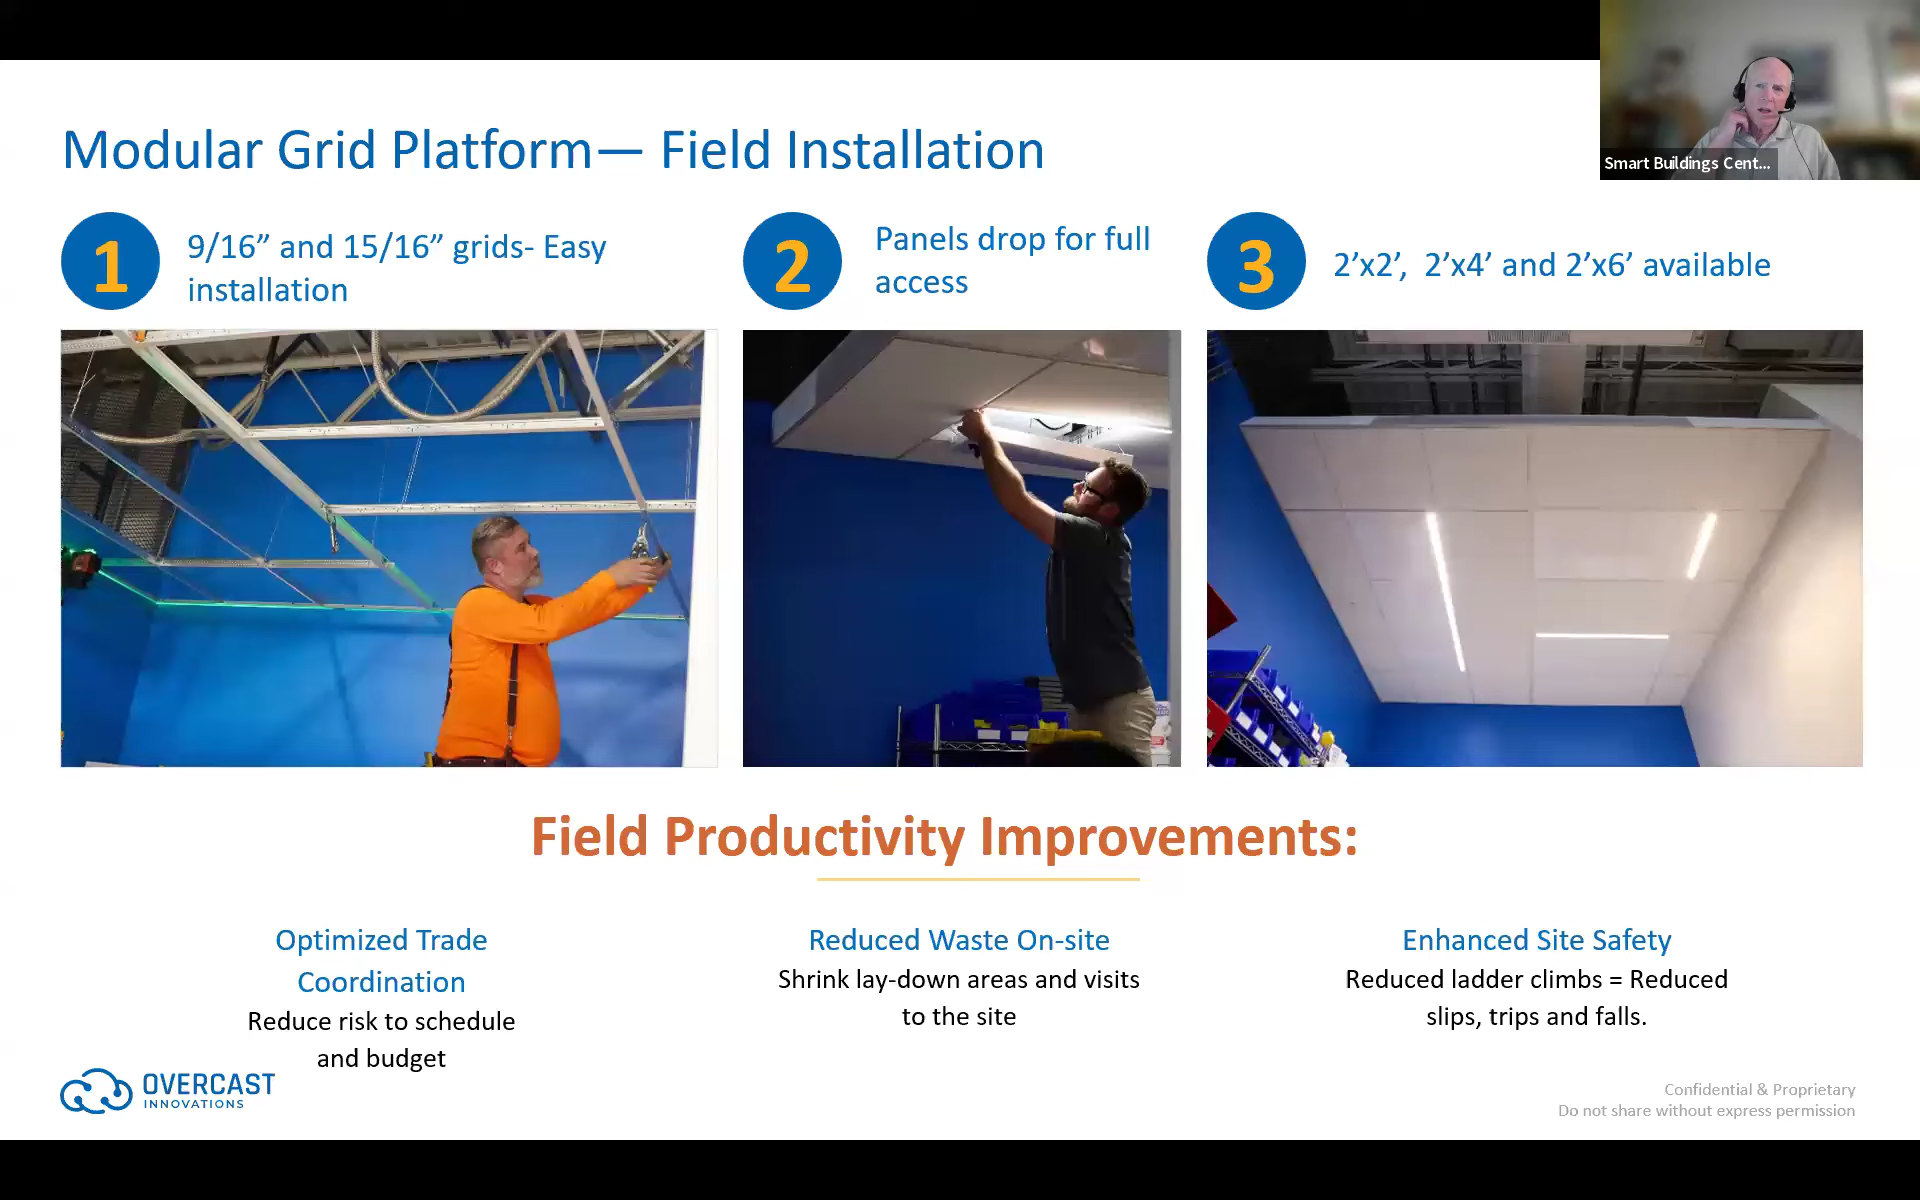 Smart Buildings Cent...
Modular Grid Platform— Field Installation
1
9/16” and 15/16” grids- Easy
installation
2
Panels drop for full
access
3
2’x2’, 2’x4’ and 2’x6’ available
Field Productivity Improvements:
Optimized Trade
Coordination
Reduce risk to schedule
and budget
Reduced Waste On-site
Shrink lay-down areas and visits
to the site
Enhanced Site Safety
Reduced ladder climbs = Reduced
slips, trips and falls.
OVERCAST
INNOVATIONS
Confidential & Proprietary
Do not share without express permission